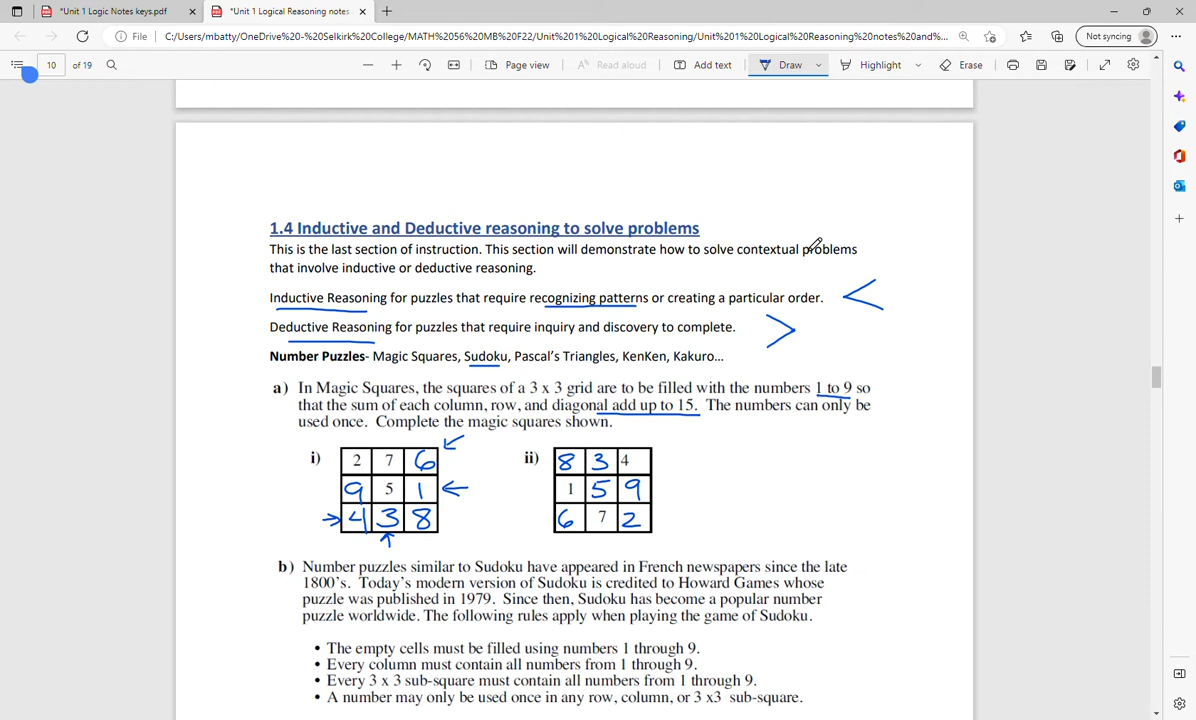 *Unit 1 Logic Notes keys.pdf
*Unit 1 Logical Reasoning notes
File
C:/Users/mbatty/OneDrive%20-%20Selkirk%20College/MATH%2056%20MB%20F22/Unit%201%20Logical%20Reasoning/Unit%201%20Logical%20Reasoning%20notes%20and%...
Not syncing
10 of 19
Page view
Read aloud
Add text
Draw
Highlight
Erase
1.4 Inductive and Deductive reasoning to solve problems
This is the last section of instruction. This section will demonstrate how to solve contextual problems
that involve inductive or deductive reasoning.
Inductive Reasoning for puzzles that require recognizing patterns or creating a particular order. <
Deductive Reasoning for puzzles that require inquiry and discovery to complete. >
Number Puzzles- Magic Squares, Sudoku, Pascal's Triangles, KenKen, Kakuro...
a) In Magic Squares, the squares of a 3 x 3 grid are to be filled with the numbers 1 to 9 so
that the sum of each column, row, and diagonal add up to 15. The numbers can only be
used once. Complete the magic squares shown.
i) 2 7 6
9 5 1
4 3 8
ii) 8 3 4
1 5 9
6 7 2
b) Number puzzles similar to Sudoku have appeared in French newspapers since the late
1800's. Today's modern version of Sudoku is credited to Howard Games whose
puzzle was published in 1979. Since then, Sudoku has become a popular number
puzzle worldwide. The following rules apply when playing the game of Sudoku.
• The empty cells must be filled using numbers 1 through 9.
• Every column must contain all numbers from 1 through 9.
• Every 3 x 3 sub-square must contain all numbers from 1 through 9.
• A number may only be used once in any row, column, or 3 x3 sub-square.